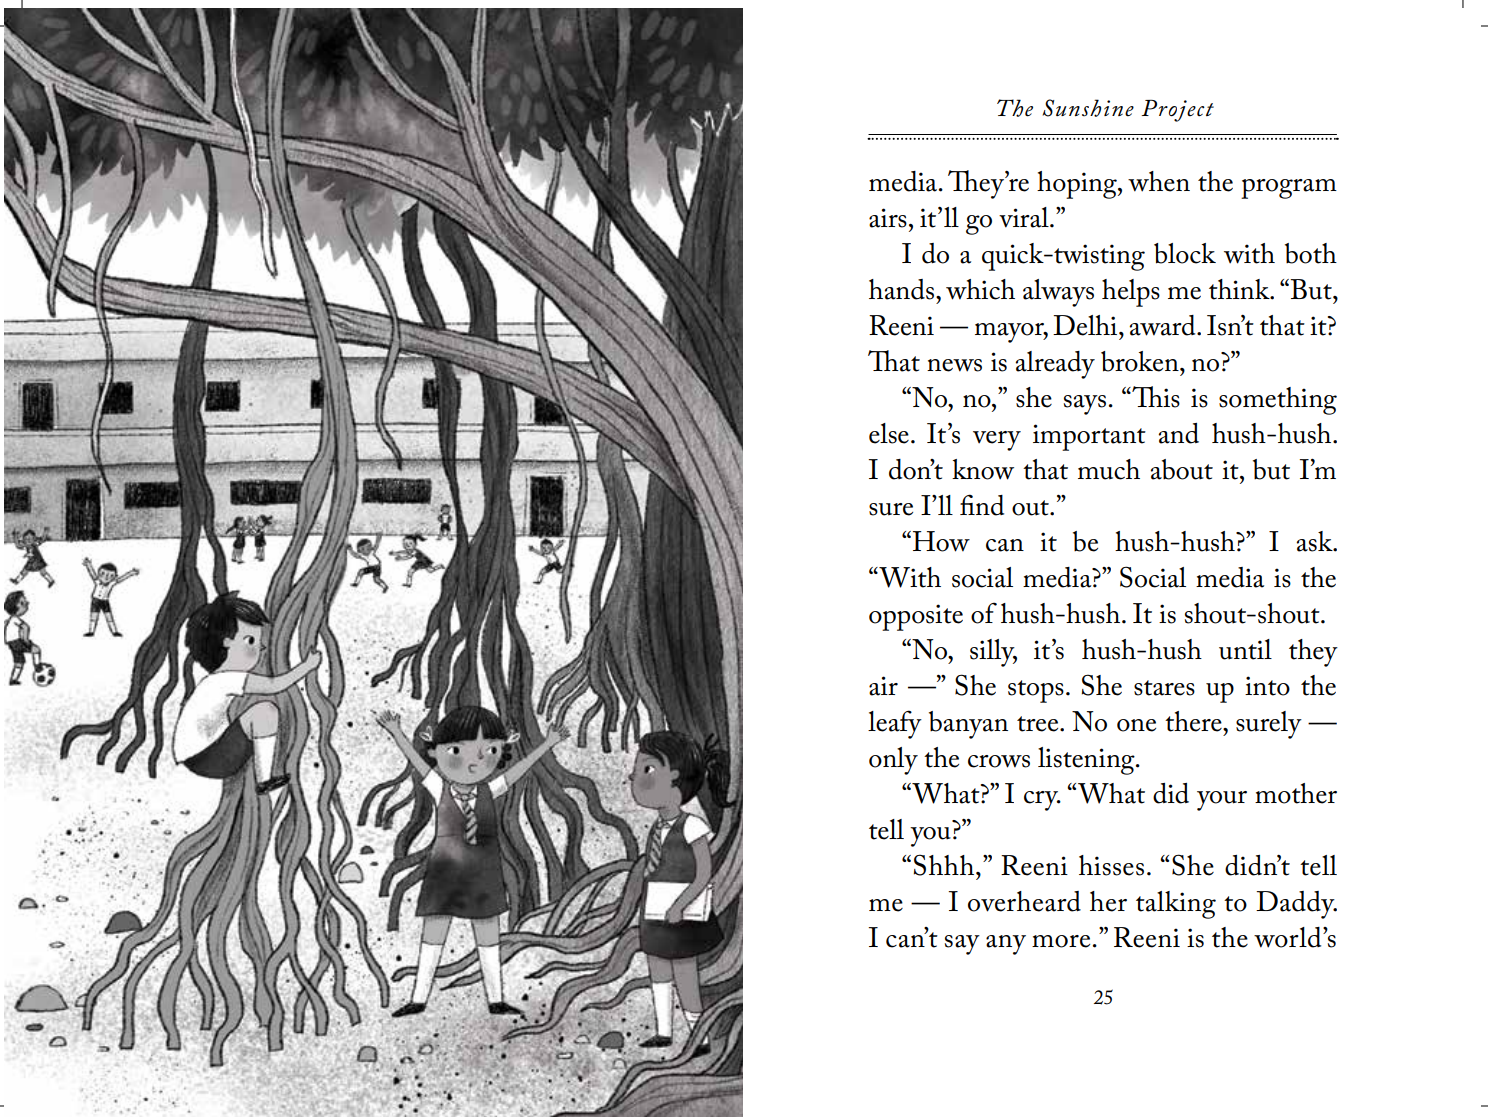 The Sunshine Project
media. They’re hoping, when the program
airs, it’ll go viral.”
I do a quick-twisting block with both
hands, which always helps me think. “But,
Reeni — mayor, Delhi, award. Isn’t that it?
That news is already broken, no?”
“No, no,” she says. “This is something
else. It’s very important and hush-hush.
I don’t know that much about it, but I’m
sure I’ll find out.”
“How can it be hush-hush?” I ask.
“With social media?” Social media is the
opposite of hush-hush. It is shout-shout.
“No, silly, it’s hush-hush until they
air —” She stops. She stares up into the
leafy banyan tree. No one there, surely —
only the crows listening.
“What?” I cry. “What did your mother
tell you?”
“Shhh,” Reeni hisses. “She didn’t tell
me — I overheard her talking to Daddy.
I can’t say any more.” Reeni is the world’s
25